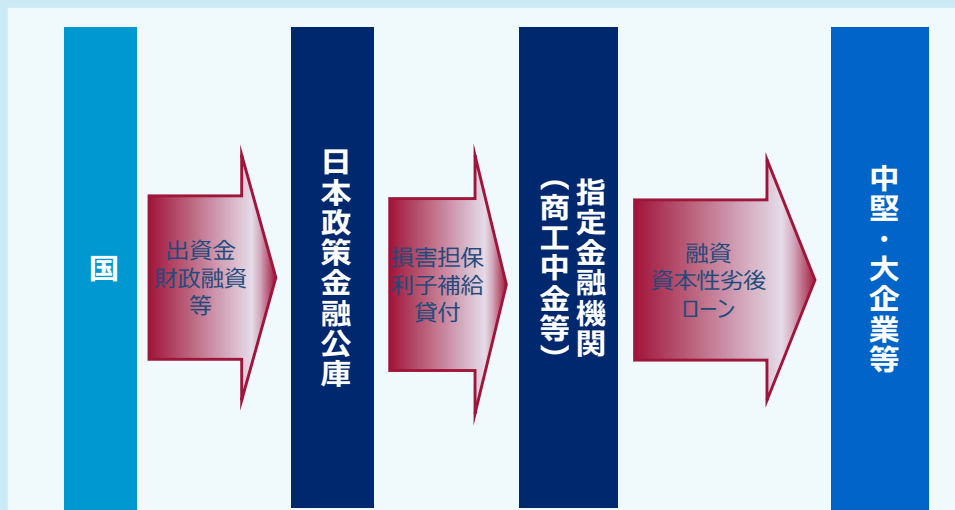 国
出資金
財政融資
等
日本政策金融公庫
損害担保
利子補給
貸付
指定金融機関
（商工中金等）
融資
資本性劣後
ローン
中堅・大企業等